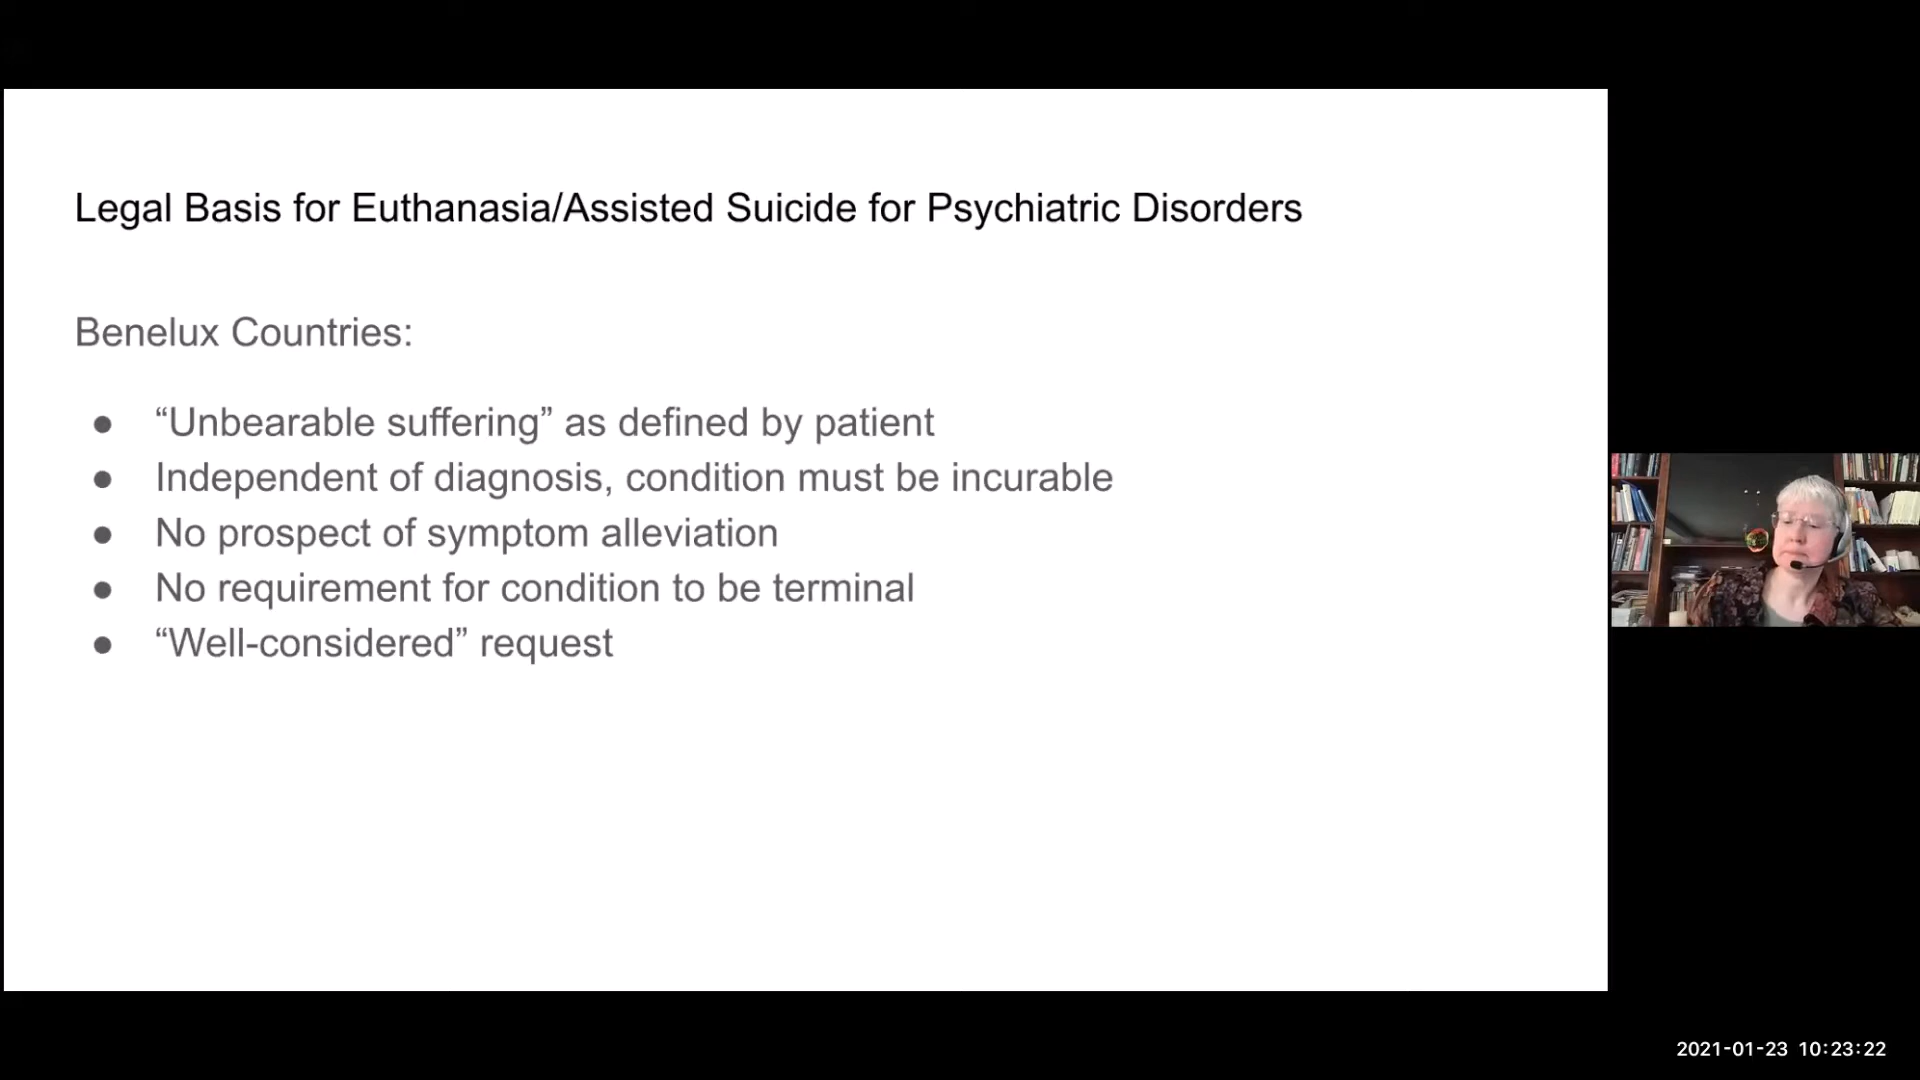 Legal Basis for Euthanasia/Assisted Suicide for Psychiatric Disorders
Benelux Countries:
● “Unbearable suffering” as defined by patient
● Independent of diagnosis, condition must be incurable
● No prospect of symptom alleviation
● No requirement for condition to be terminal
● “Well-considered” request
2021-01-23 10:23:22